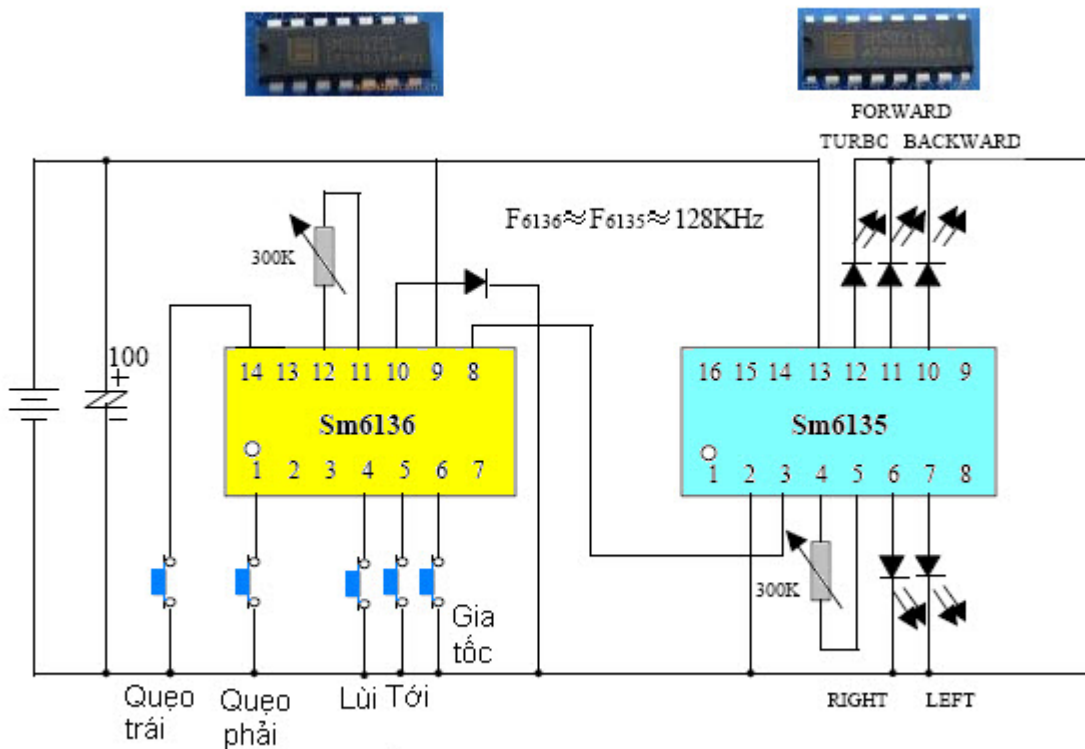 FORWARD
TURBO BACKWARD
F6136≈F6135≈128KHz
300K
100
14 13 12 11 10 9 8
Sm6136
1 2 3 4 5 6 7
16 15 14 13 12 11 10 9
Sm6135
1 2 3 4 5 6 7 8
300K
Gia
tốc
Quẹo
trái
Quẹo
phải
Lùi Tới
RIGHT LEFT